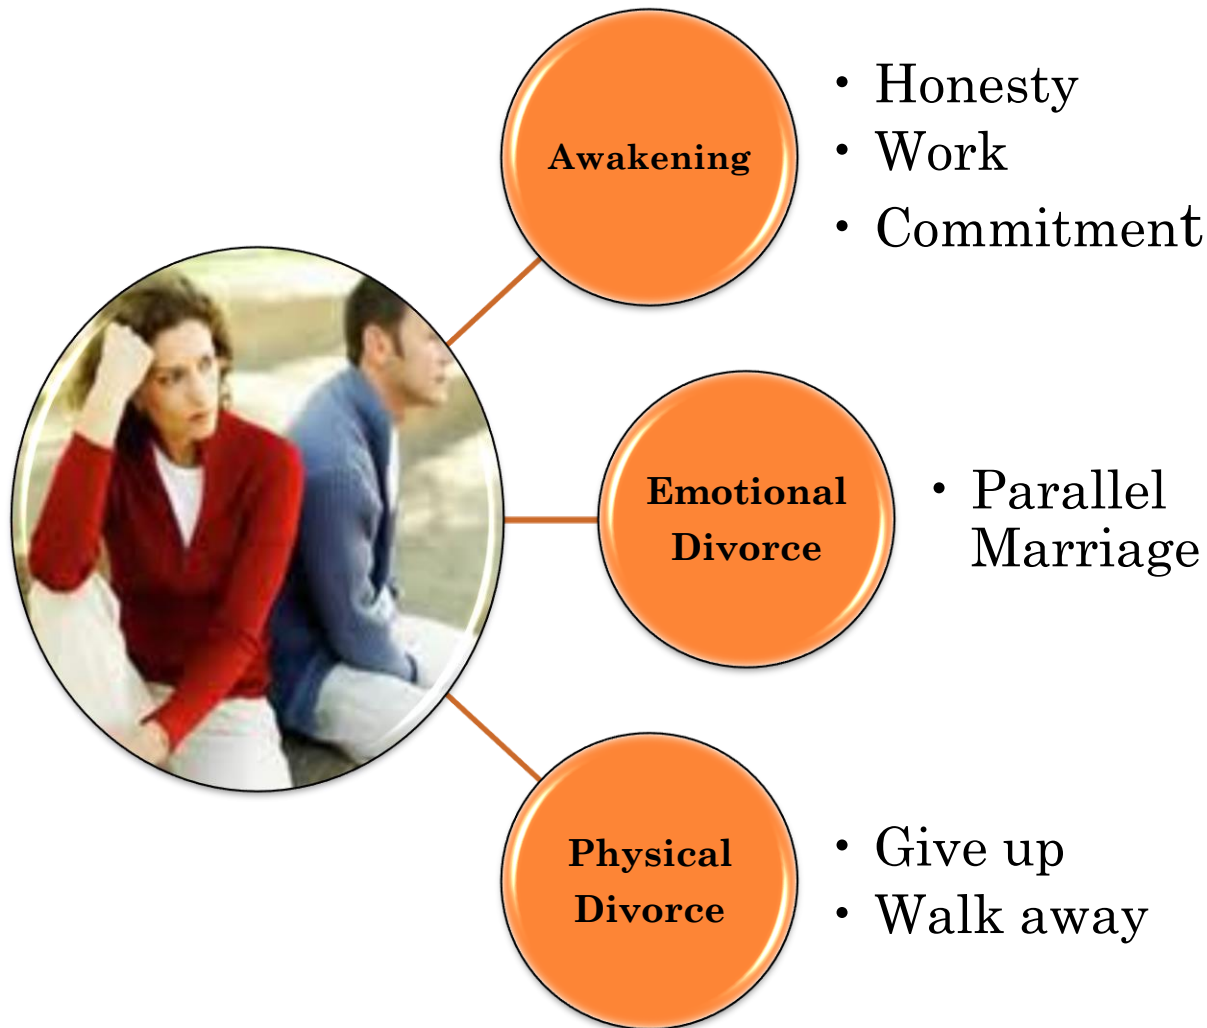 Awakening
• Honesty
• Work
• Commitment
Emotional
Divorce
• Parallel
Marriage
Physical
Divorce
• Give up
• Walk away